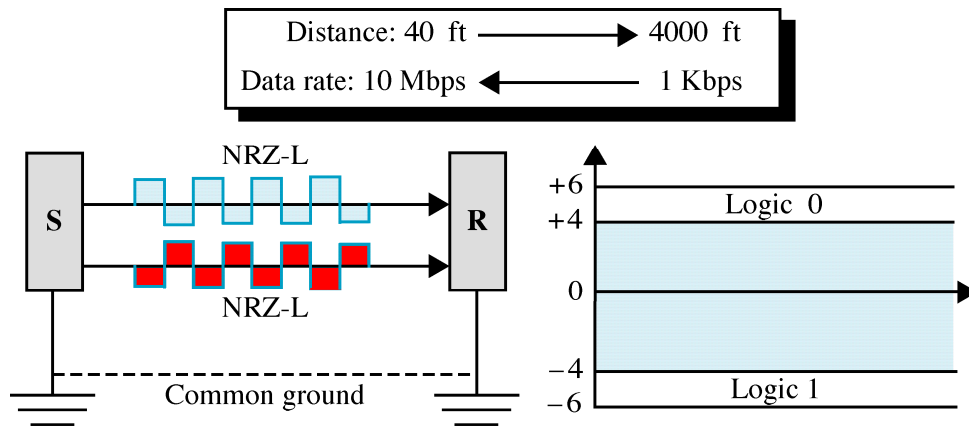 Distance: 40 ft 4000 ft
Data rate: 10 Mbps 1 Kbps
NRZ-L
S
R
NRZ-L
Common ground
+6
Logic 0
+4
0
−4
Logic 1
−6